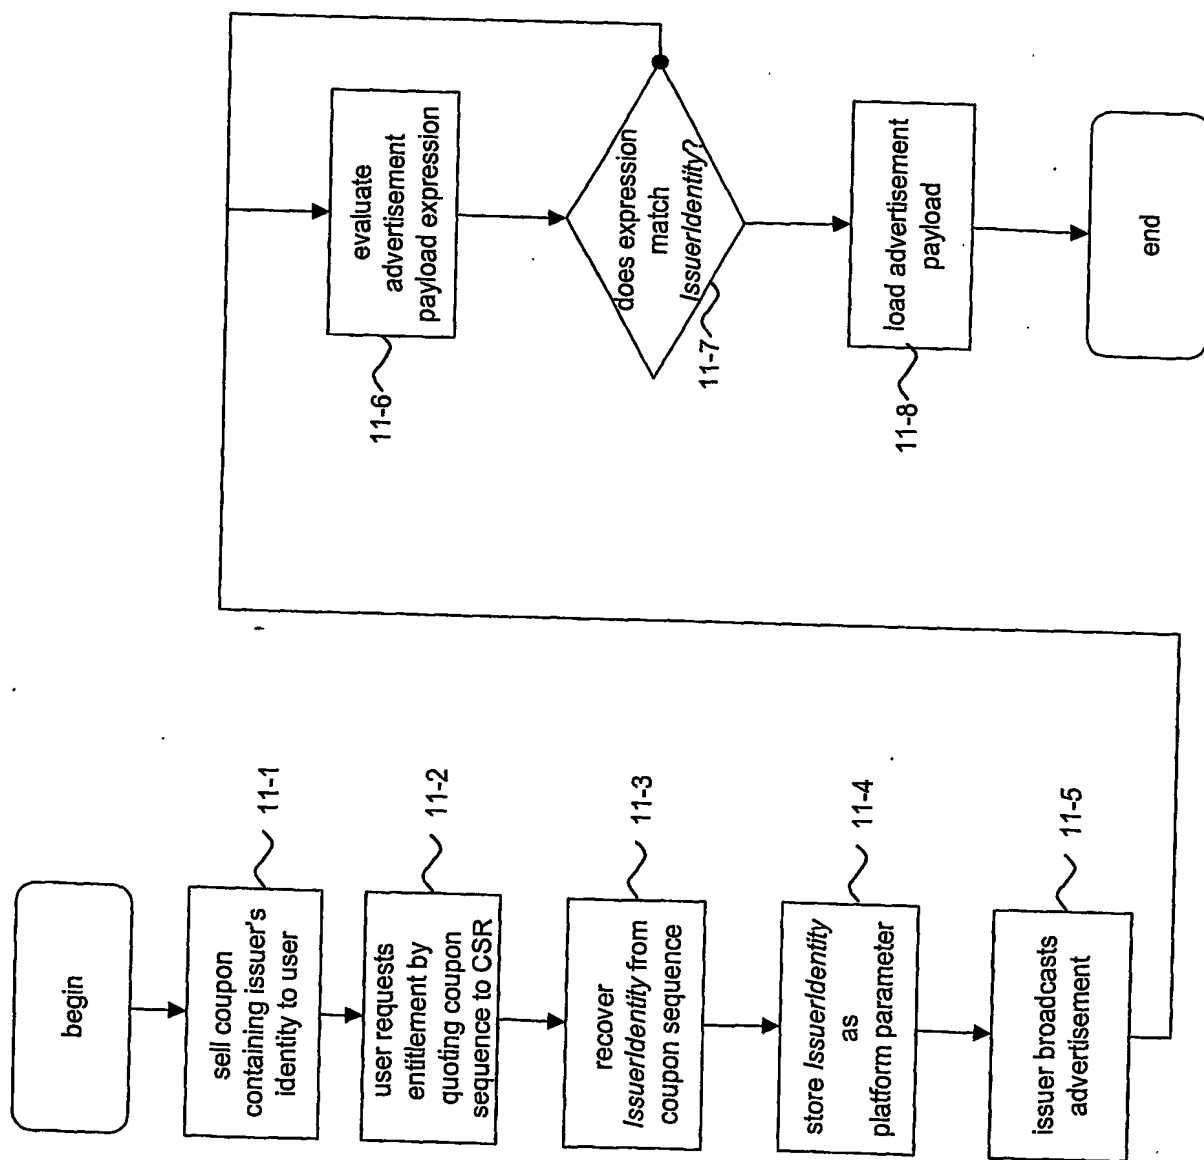 begin
sell coupon
containing issuer's
identity to user
11-1
user requests
entitlement by
quoting coupon
sequence to CSR
11-2
recover
IssuerIdentity from
coupon sequence
11-3
store IssuerIdentity
as
platform parameter
11-4
issuer broadcasts
advertisement
11-5
evaluate
advertisement
payload expression
11-6
does expression
match
IssuerIdentity?
11-7
load advertisement
payload
11-8
end